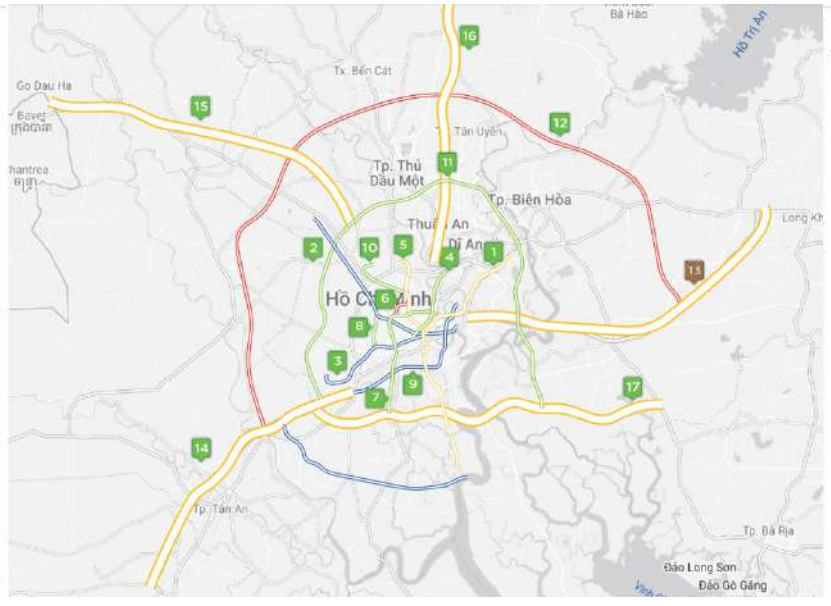 Bà Hào
Hồ Trị An
16
Tx. Bến Cát
Go Dau Ha
15
Bavet
12
Tân Uyên
11
Tp. Thủ
Dầu Một
Tp. Biên Hòa
Long Kh
Thuận An
2
10
5
Dĩ An
1
4
13
6
Hồ Chí Minh
8
3
9
17
7
14
Tp. Tân An
Tp. Bà Rịa
Đảo Long Sơn
Đảo Gò Găng